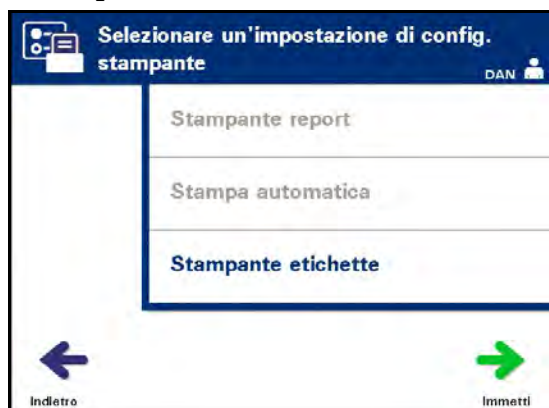 Selezionare un'impostazione di config.
stampante
DAN
Stampante report
Stampa automatica
Stampante etichette
Indietro
Immetti